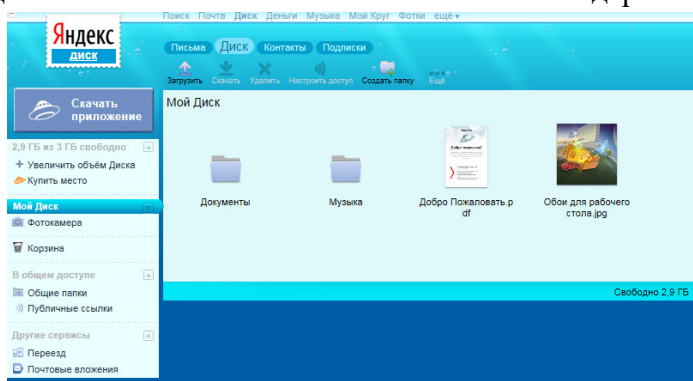 Поиск Почта Диск Деньги Музыка Мой Круг Фотки ещё
Яндекс
диск
Письма Диск Контакты Подписки
Загрузить Скачать Удалить Настроить доступ Создать папку Ещё
Скачать
приложение
Мой Диск
2,9 ГБ из 3 ГБ свободно
+ Увеличить объём Диска
Купить место
Мой Диск
Фотокамера
Корзина
В общем доступе
Общие папки
Публичные ссылки
Другие сервисы
Переезд
Почтовые вложения
Документы
Музыка
Добро Пожаловать.p
df
Обои для рабочего
стола.jpg
Свободно 2,9 ГБ